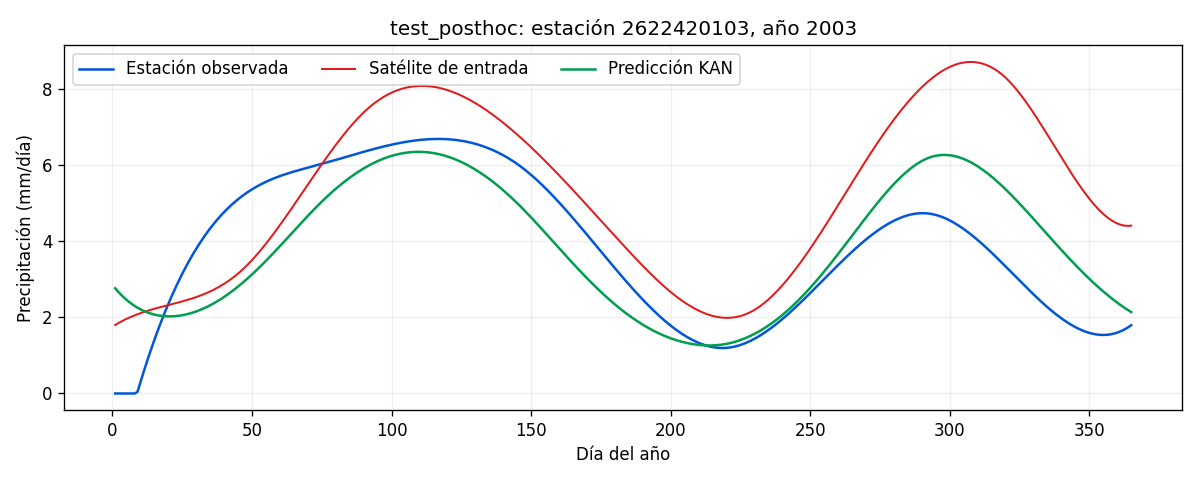 test_posthoc: estación 2622420103, año 2003
Estación observada
Satélite de entrada
Predicción KAN
Precipitación (mm/día)
8
6
4
2
0
0 50 100 150 200 250 300 350
Día del año